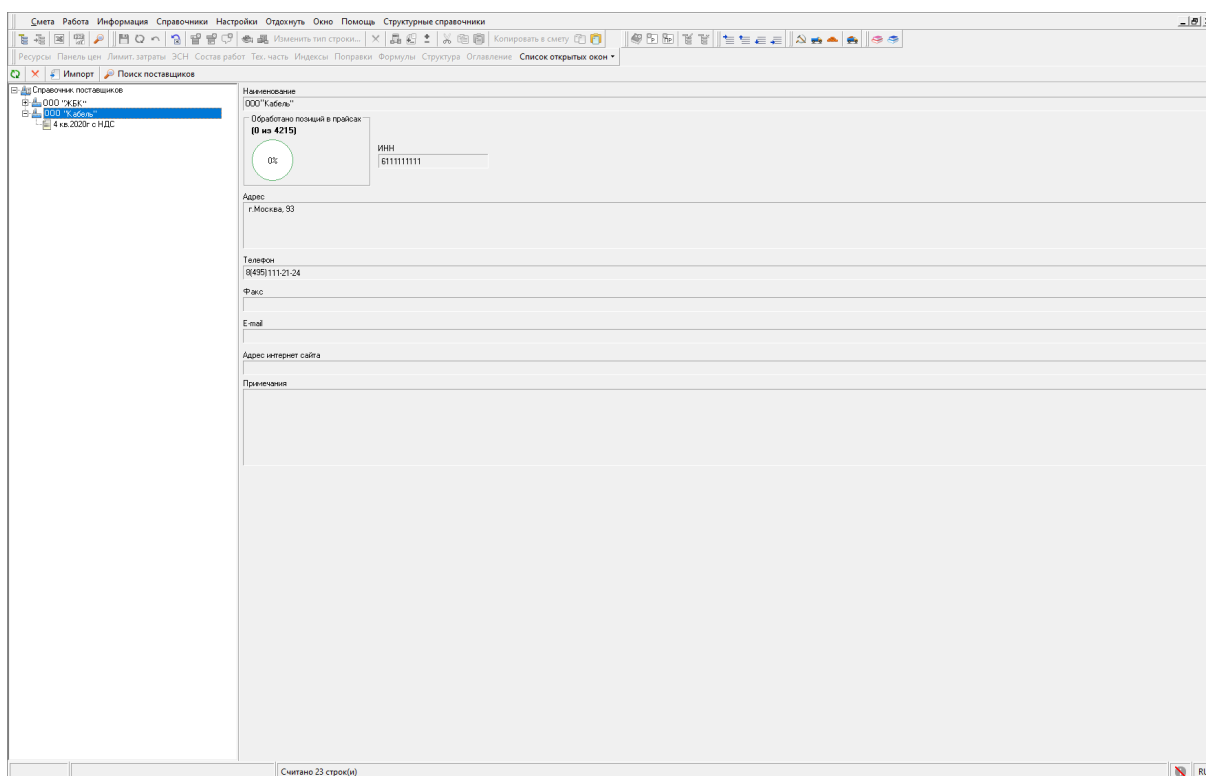 Смета Работа Информация Справочники Настройки Отдохнуть Окно Помощь Структурные справочники
Изменить тип строки... Копировать в смету
Ресурсы Панель цен Лимит. затраты ЭСН Состав работ Тех. часть Индексы Поправки Формулы Структура Оглавление Список открытых окон
Импорт Поиск поставщиков
Справочник поставщиков
ООО "ЖБК"
ООО "Кабель"
4 кв.2020г с НДС
Наименование
ООО"Кабель"
Обработано позиций в прайсах
(0 из 4215)
0%
ИНН
6111111111
Адрес
г.Москва, 93
Телефон
8(495)111-21-24
Факс
E-mail
Адрес интернет сайта
Примечания
Считано 23 строк(и)